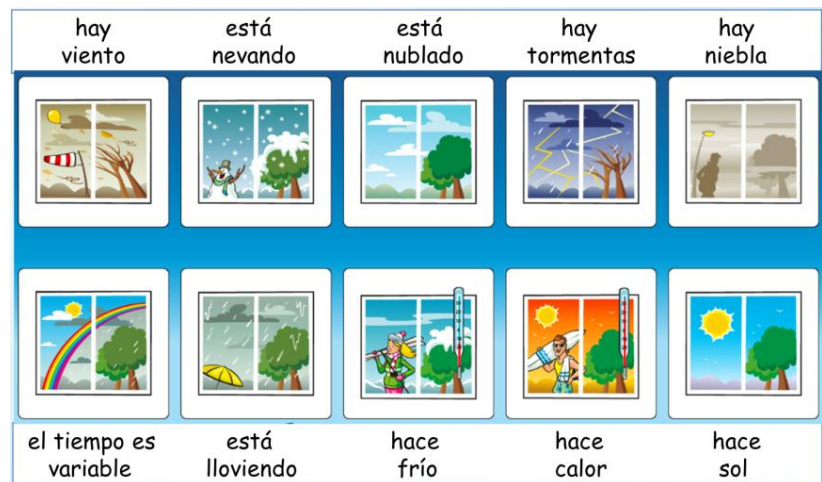 hay viento
está nevando
está nublado
hay tormentas
hay niebla
el tiempo es variable
está lloviendo
hace frío
hace calor
hace sol